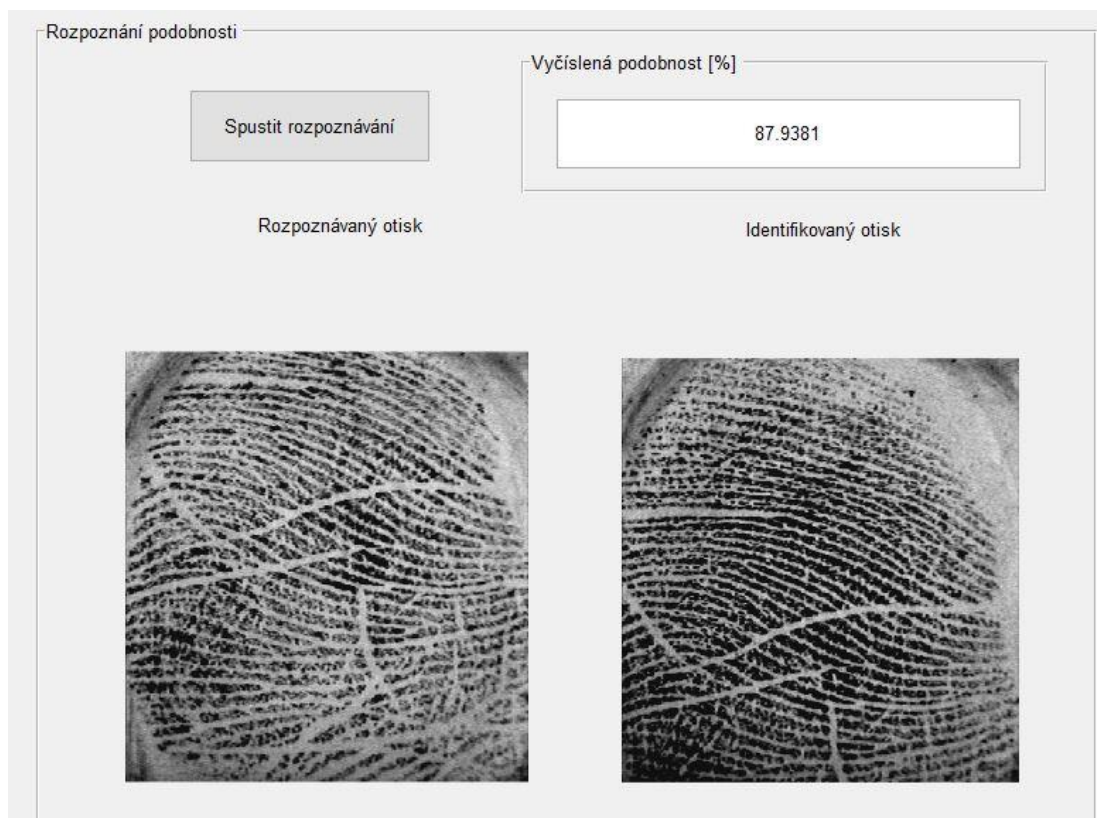 Rozpoznání podobnosti
Vyčíslená podobnost [%]
Spustit rozpoznávání
87.9381
Rozpoznávaný otisk
Identifikovaný otisk